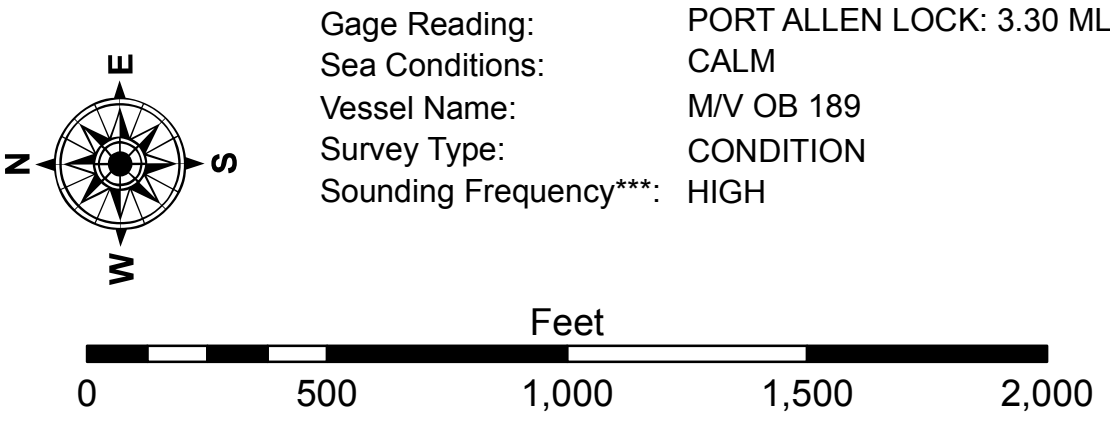 Gage Reading: PORT ALLEN LOCK: 3.30 ML
Sea Conditions: CALM
Vessel Name: M/V OB 189
Survey Type: CONDITION
Sounding Frequency***: HIGH
E
N
S
W
Feet
0 500 1,000 1,500 2,000